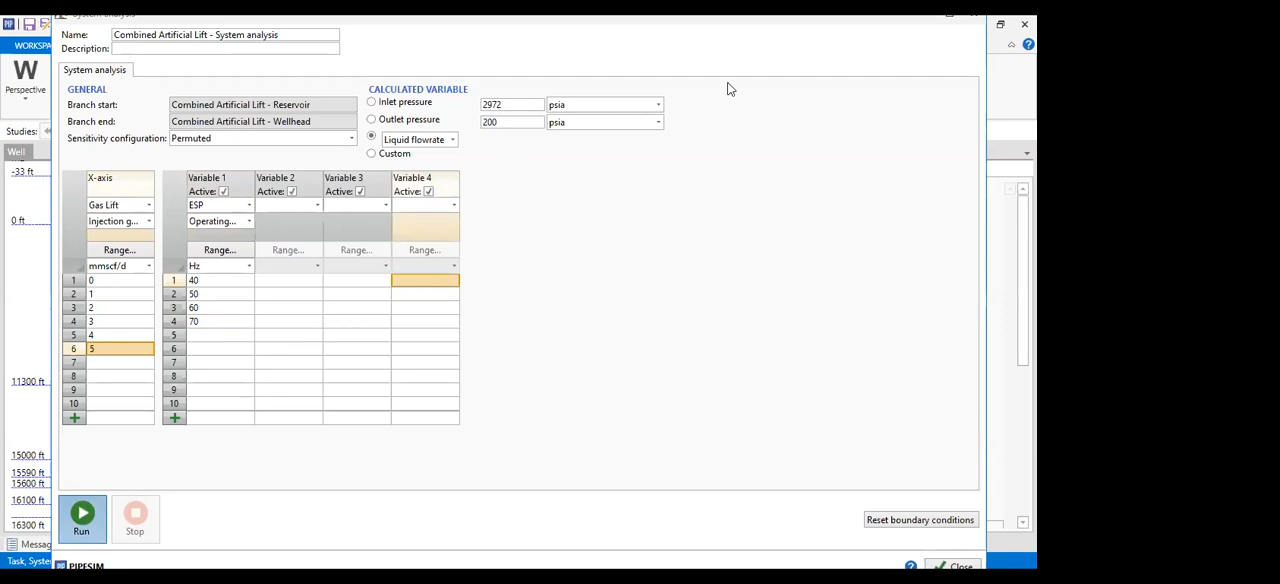 System analysis
PIP
Name: Combined Artificial Lift - System analysis
Description:
WORKSPA
System analysis
W
Perspective
GENERAL
CALCULATED VARIABLE
Branch start: Combined Artificial Lift - Reservoir
Inlet pressure 2972 psia
Branch end: Combined Artificial Lift - Wellhead
Outlet pressure 200 psia
Studies:
Sensitivity configuration: Permuted
Liquid flowrate
Custom
Well
-33 ft
X-axis Variable 1 Variable 2 Variable 3 Variable 4
Active: Active: Active: Active:
Gas Lift ESP
0 ft
Injection g... Operating...
Range... Range... Range... Range... Range...
mmscf/d Hz
1 0 1 40
2 1 2 50
3 2 3 60
4 3 4 70
5 4 5
6 5 6
7 7
8 8
11300 ft
9 9
10 10
15000 ft
15590 ft
15600 ft
16100 ft
16300 ft
Run Stop
Reset boundary conditions
Messag
Task, Syste
PIP PIPESIM
Close